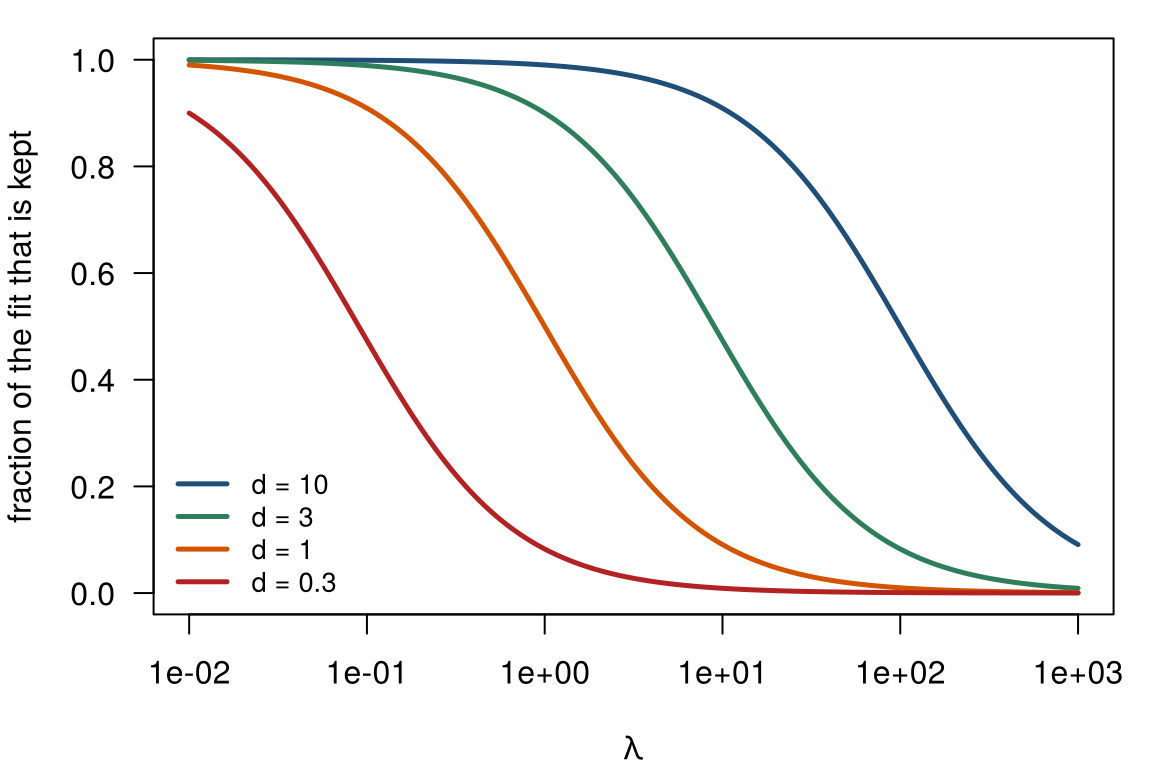 fraction of the fit that is kept
1.0
0.8
0.6
0.4
0.2
0.0
d = 10
d = 3
d = 1
d = 0.3
1e-02 1e-01 1e+00 1e+01 1e+02 1e+03
λ